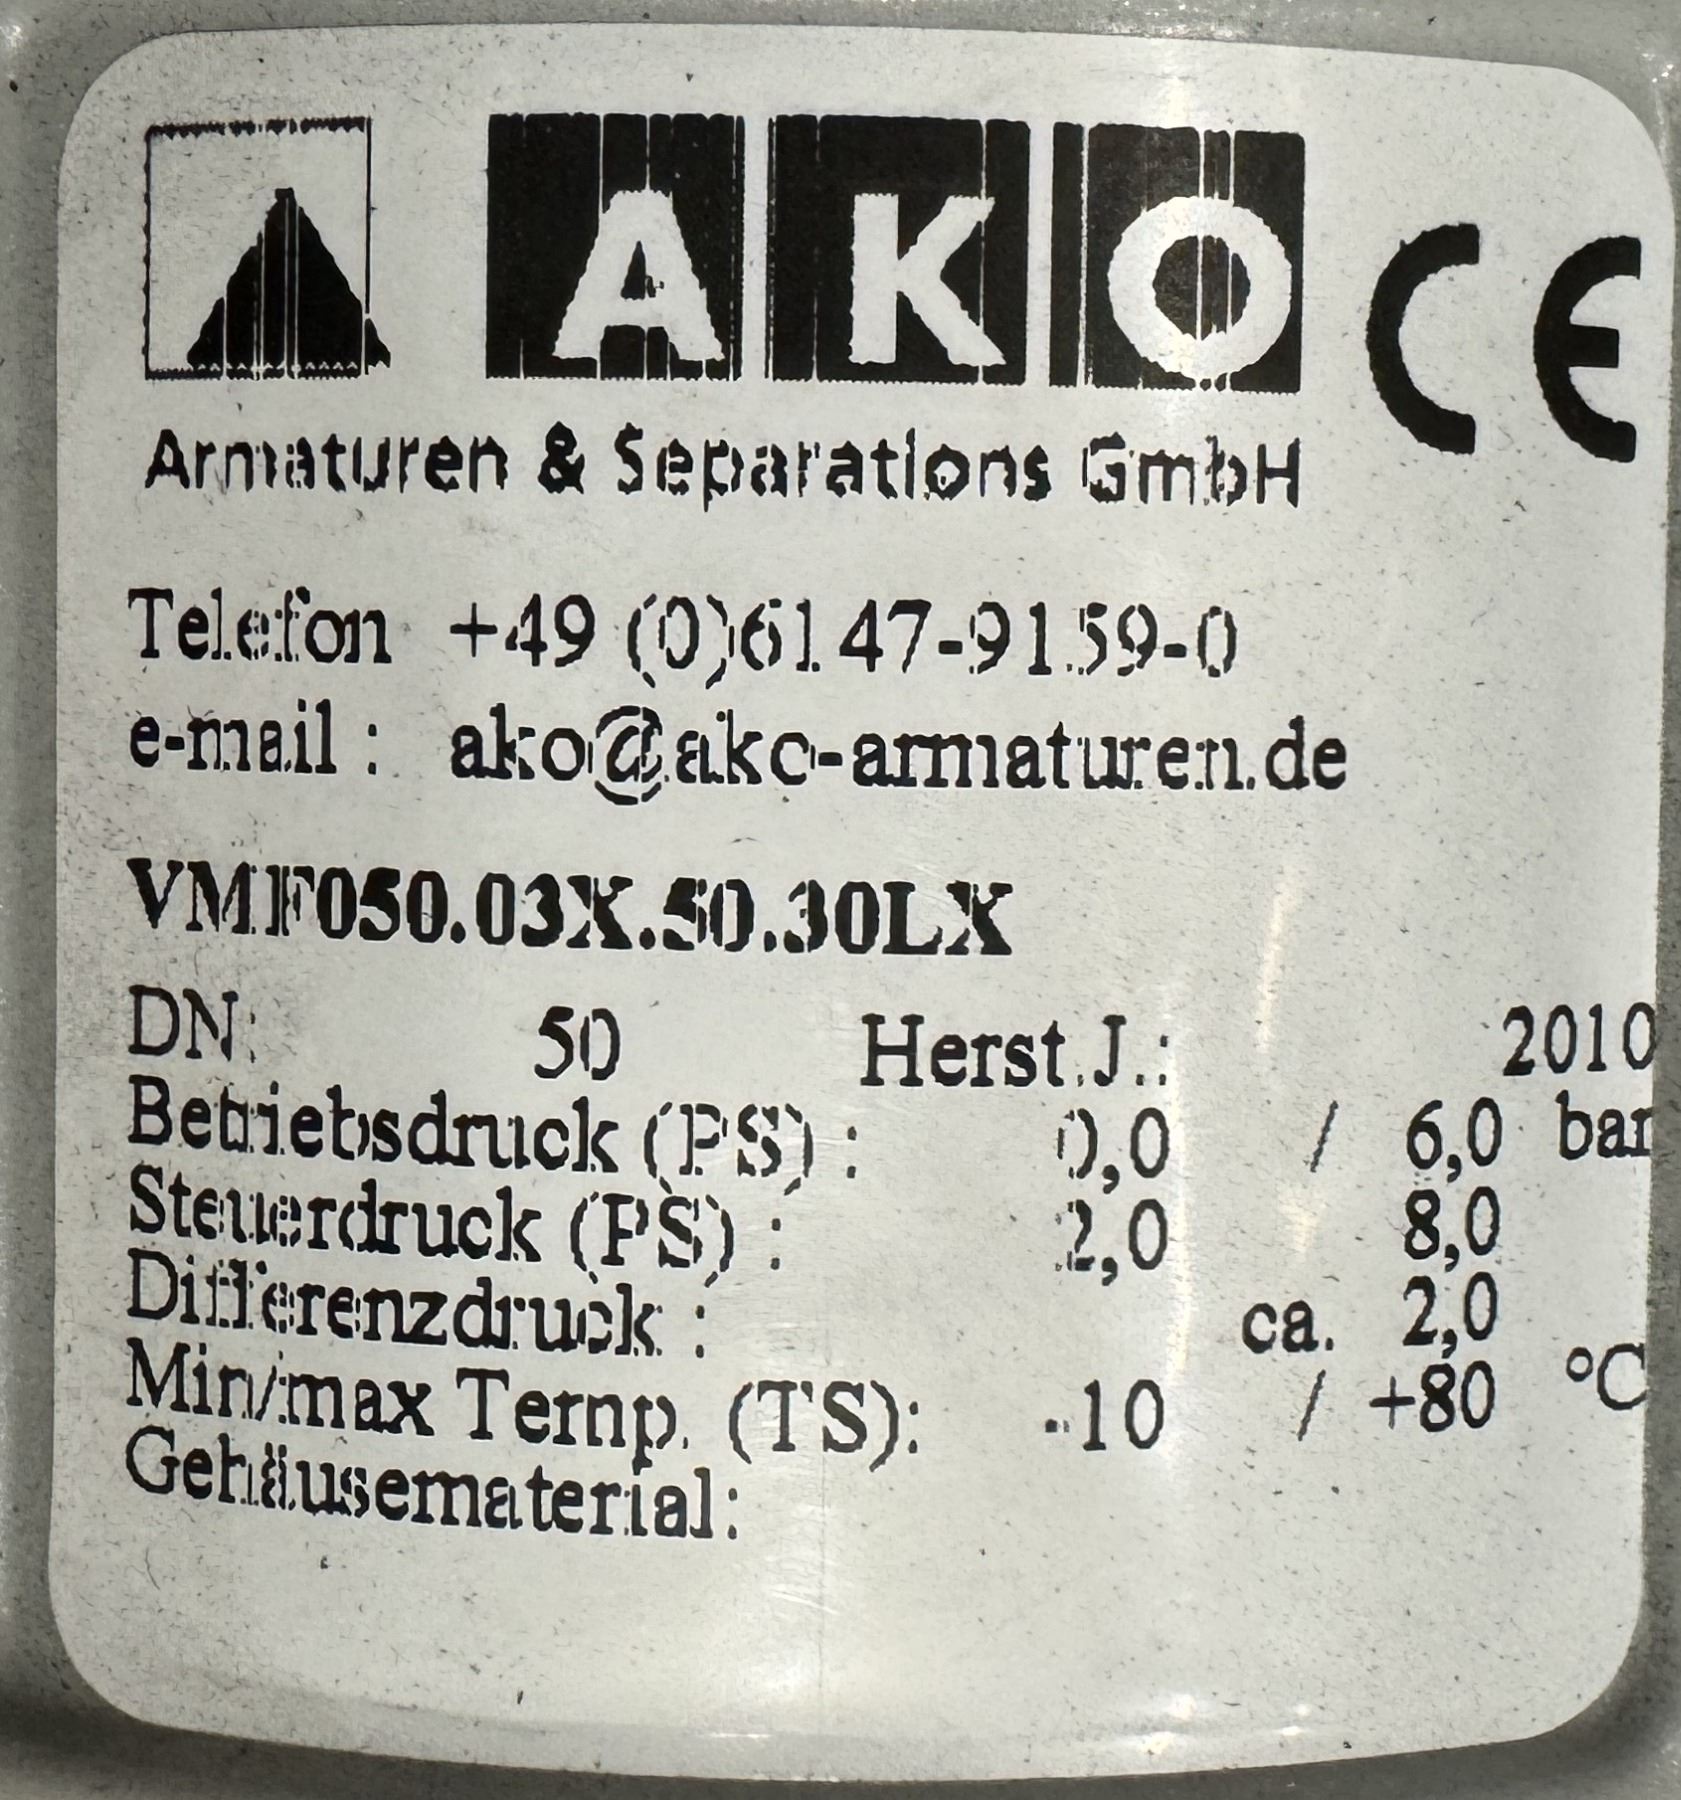 AKO CE
Armaturen & Separations GmbH
Telefon +49 (0)6147-9159-0
e-mail : ako@ako-armaturen.de
VMF050.03X.50.30LX
DN: 50 Herst.J.: 2010
Betriebsdruck (PS) : 0,0 / 6,0 bar
Steuerdruck (PS) : 2,0 8,0
Differenzdruck : ca. 2,0
Min/max Temp. (TS): -10 / +80 °C
Gehäusematerial: